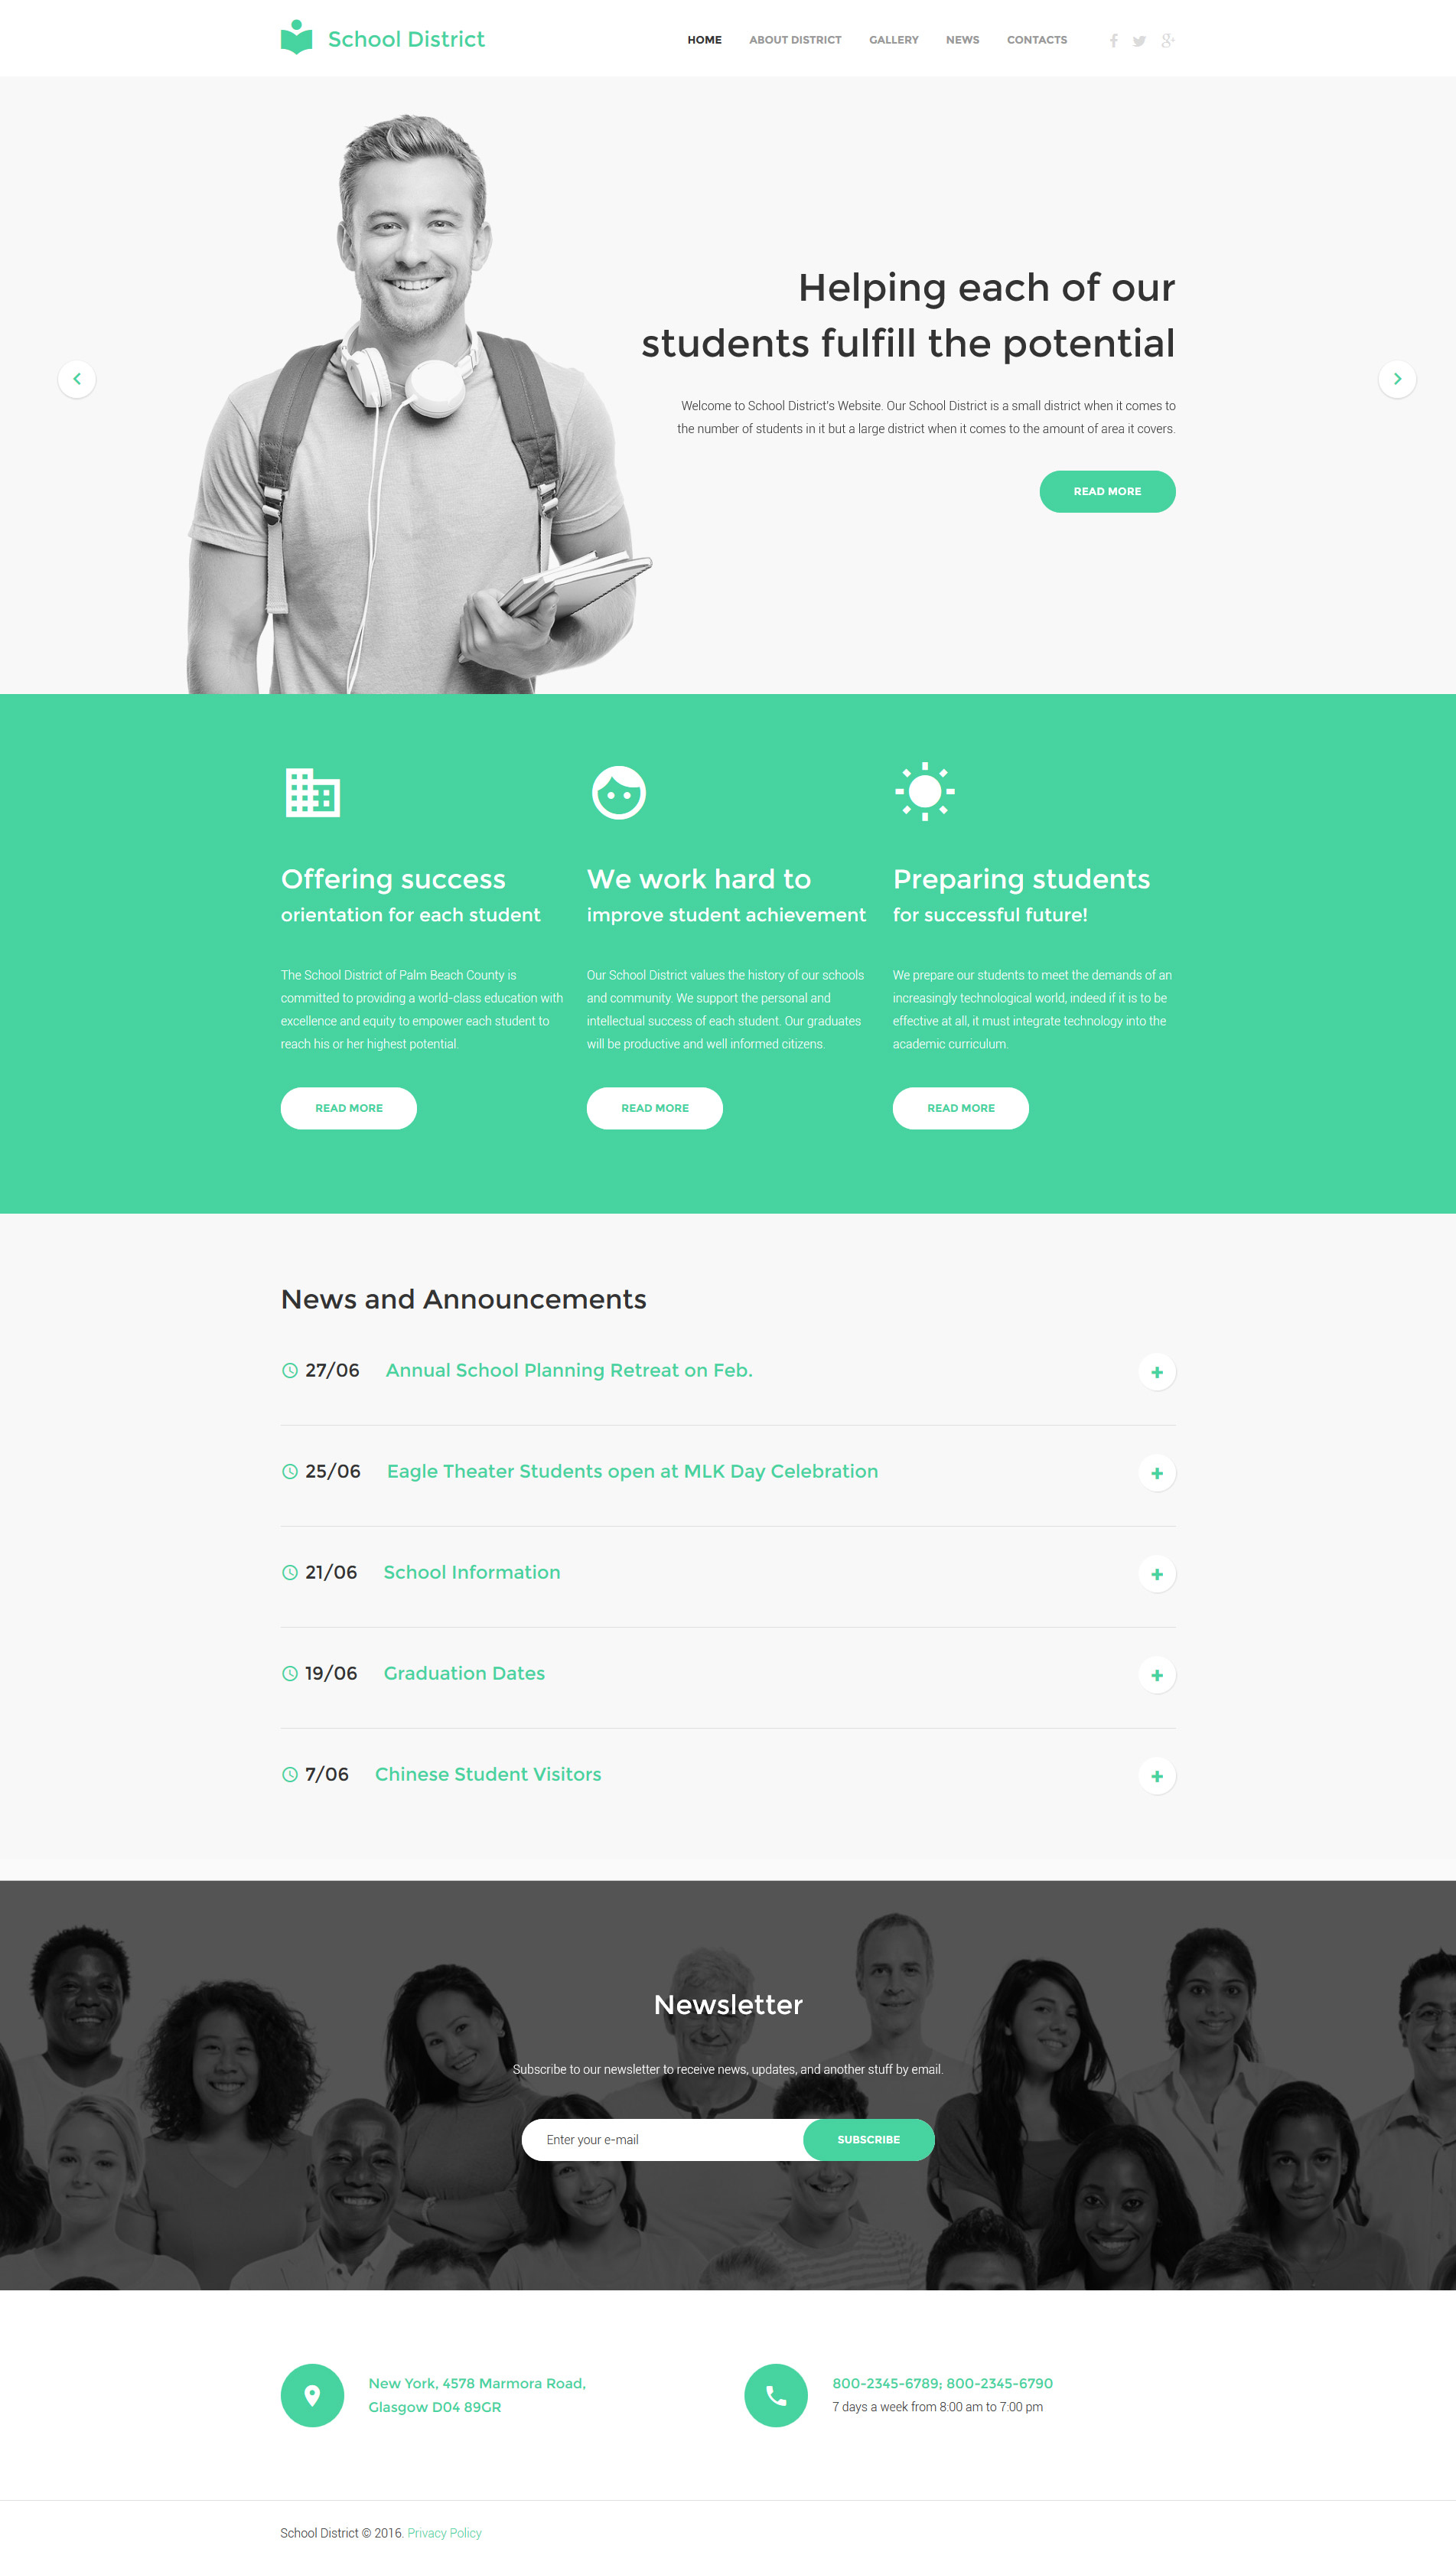 School District
HOME ABOUT DISTRICT GALLERY NEWS CONTACTS
Helping each of our
students fulfill the potential
Welcome to School District's Website. Our School District is a small district when it comes to
the number of students in it but a large district when it comes to the amount of area it covers.
READ MORE
Offering success
orientation for each student
The School District of Palm Beach County is
committed to providing a world-class education with
excellence and equity to empower each student to
reach his or her highest potential.
READ MORE
We work hard to
improve student achievement
Our School District values the history of our schools
and community. We support the personal and
intellectual success of each student. Our graduates
will be productive and well informed citizens.
READ MORE
Preparing students
for successful future!
We prepare our students to meet the demands of an
increasingly technological world, indeed if it is to be
effective at all, it must integrate technology into the
academic curriculum.
READ MORE
News and Announcements
27/06 Annual School Planning Retreat on Feb.
25/06 Eagle Theater Students open at MLK Day Celebration
21/06 School Information
19/06 Graduation Dates
7/06 Chinese Student Visitors
Newsletter
Subscribe to our newsletter to receive news, updates, and another stuff by email.
Enter your e-mail SUBSCRIBE
New York, 4578 Marmora Road,
Glasgow D04 89GR
800-2345-6789; 800-2345-6790
7 days a week from 8:00 am to 7:00 pm
School District © 2016. Privacy Policy